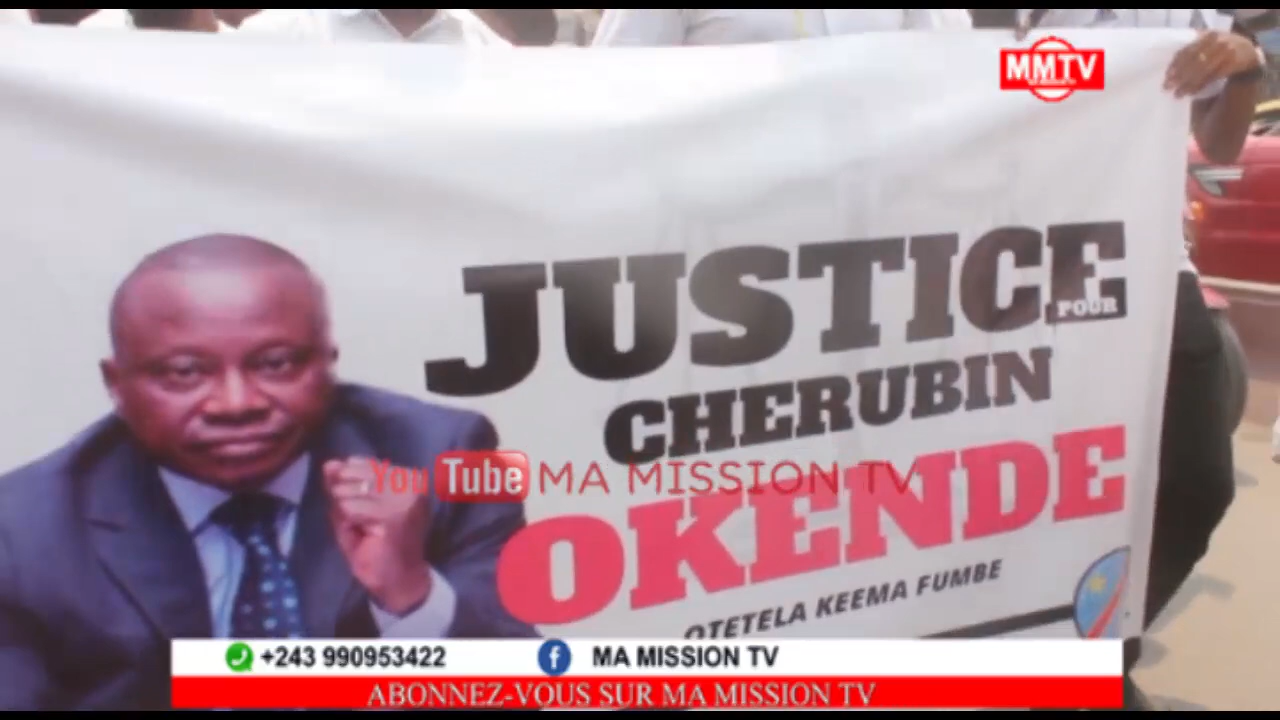 MMTV
JUSTICE
POUR
CHERUBIN
OKENDE
YouTube MA MISSION TV
OTETELA KEEMA FUMBE
+243 990953422 MA MISSION TV
ABONNEZ-VOUS SUR MA MISSION TV